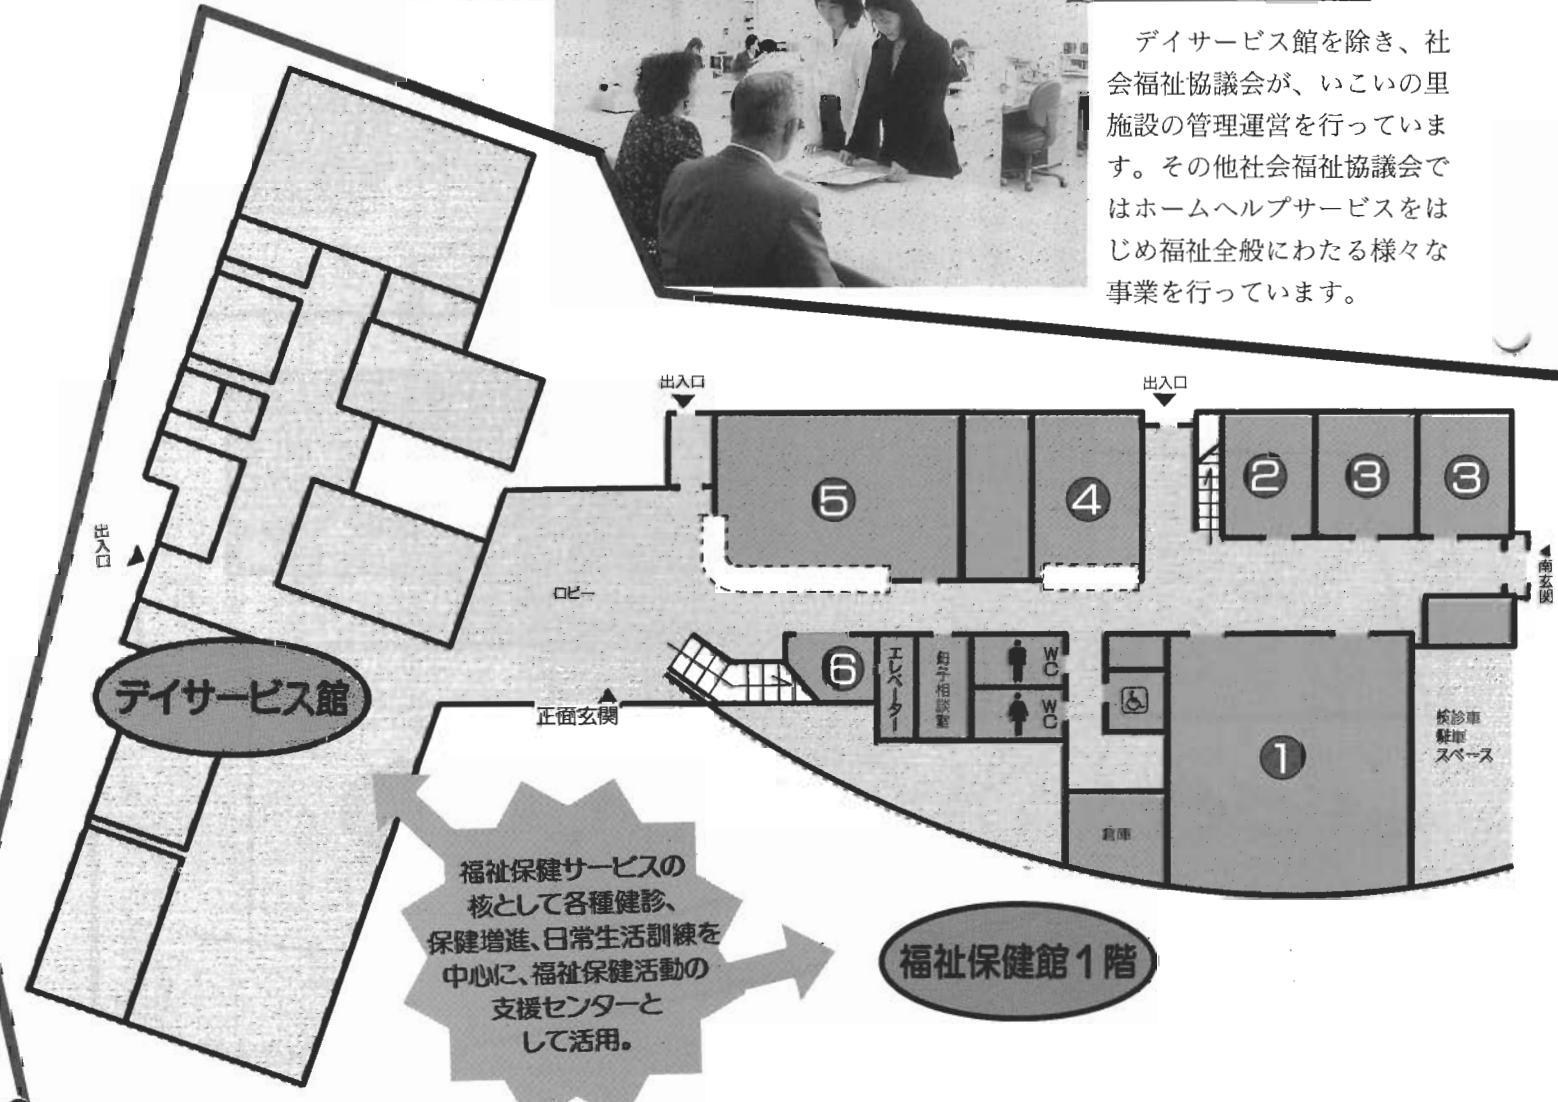 デイサービス館を除き、社
会福祉協議会が、いこいの里
施設の管理運営を行っていま
す。その他社会福祉協議会で
はホームヘルプサービスをは
じめ福祉全般にわたる様々な
事業を行っています。
出入口
出入口
5
4
2
3
3
出入口
南玄関
ロビー
6
エレベーター
母子相談室
WC
WC
デイサービス館
正面玄関
1
検診車
駐車
スペース
倉庫
福祉保健サービスの
核として各種健診、
保健増進、日常生活訓練を
中心に、福祉保健活動の
支援センターと
して活用。
福祉保健館1階